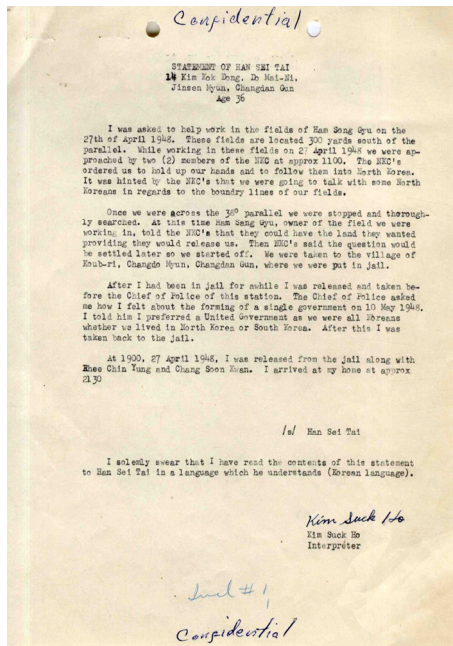 Confidential
STATEMENT OF HAN SEI TAI
14 Kim Kok Dong, Do Mai-Ni,
Jinsen Myun, Changdan Gun
Age 36
I was asked to help work in the fields of Ham Song Gyu on the
27th of April 1948. These fields are located 300 yards south of the
parallel. While working in these fields on 27 April 1948 we were ap-
proached by two (2) members of the NKC at approx 1100. The NKC's
ordered us to hold up our hands and to follow them into North Korea.
It was hinted by the NKC's that we were going to talk with some North
Koreans in regards to the boundry lines of our fields.
Once we were across the 38° parallel we were stopped and thorough-
ly searched. At this time Ham Sang Gyu, owner of the field we were
working in, told the NKC's that they could have the land they wanted
providing they would release us. Then NKC's said the question would
be settled later so we started off. We were taken to the village of
Koub-ri, Changdo Myun, Changdan Gun, where we were put in jail.
After I had been in jail for awhile I was released and taken be-
fore the Chief of Police of this station. The Chief of Police asked
me how I felt about the forming of a single government on 10 May 1948.
I told him I preferred a United Government as we were all Koreans
whether we lived in North Korea or South Korea. After this I was
taken back to the jail.
At 1900, 27 April 1948, I was released from the jail along with
Rhee Chin Yung and Chang Soon Kwan. I arrived at my home at approx
2130
/s/ Han Sei Tai
I solemly swear that I have read the contents of this statement
to Han Sei Tai in a language which he understands (Korean language).
Kim Suck Ho
Kim Suck Ho
Interpreter
Incl # 1
Confidential